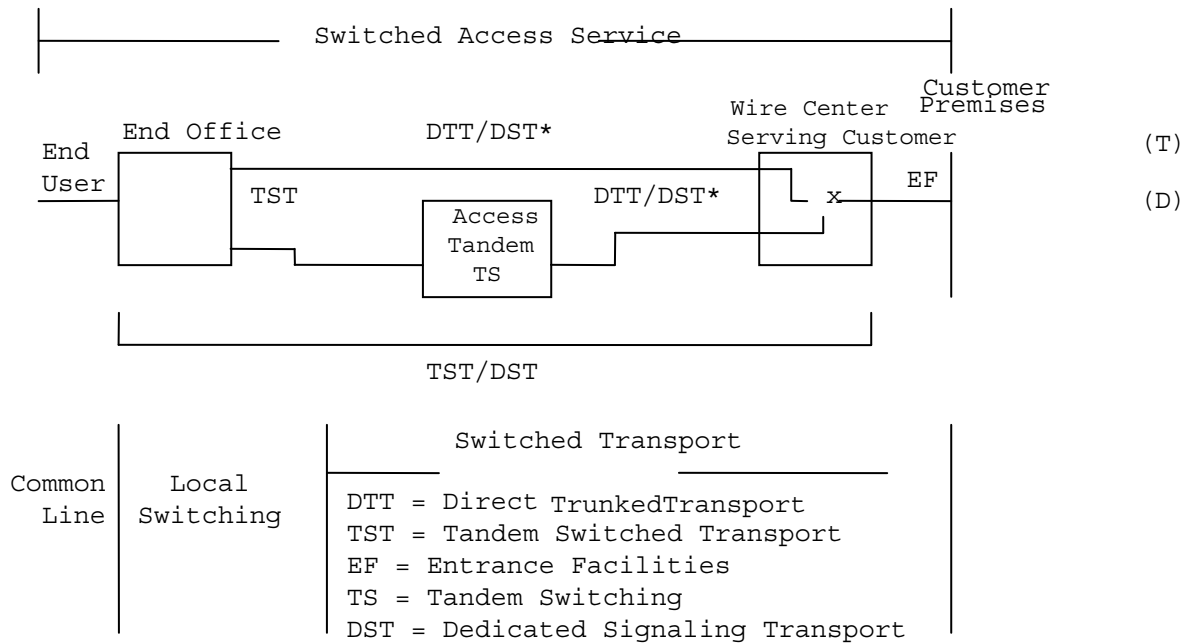 Switched Access Service
Customer
Premises
Wire Center
Serving Customer
End Office
DTT/DST*
(T)
End
User
EF
TST
DTT/DST*
x
(D)
Access
Tandem
TS
TST/DST
Switched Transport
Common
Line
Local
Switching
DTT = Direct TrunkedTransport
TST = Tandem Switched Transport
EF = Entrance Facilities
TS = Tandem Switching
DST = Dedicated Signaling Transport